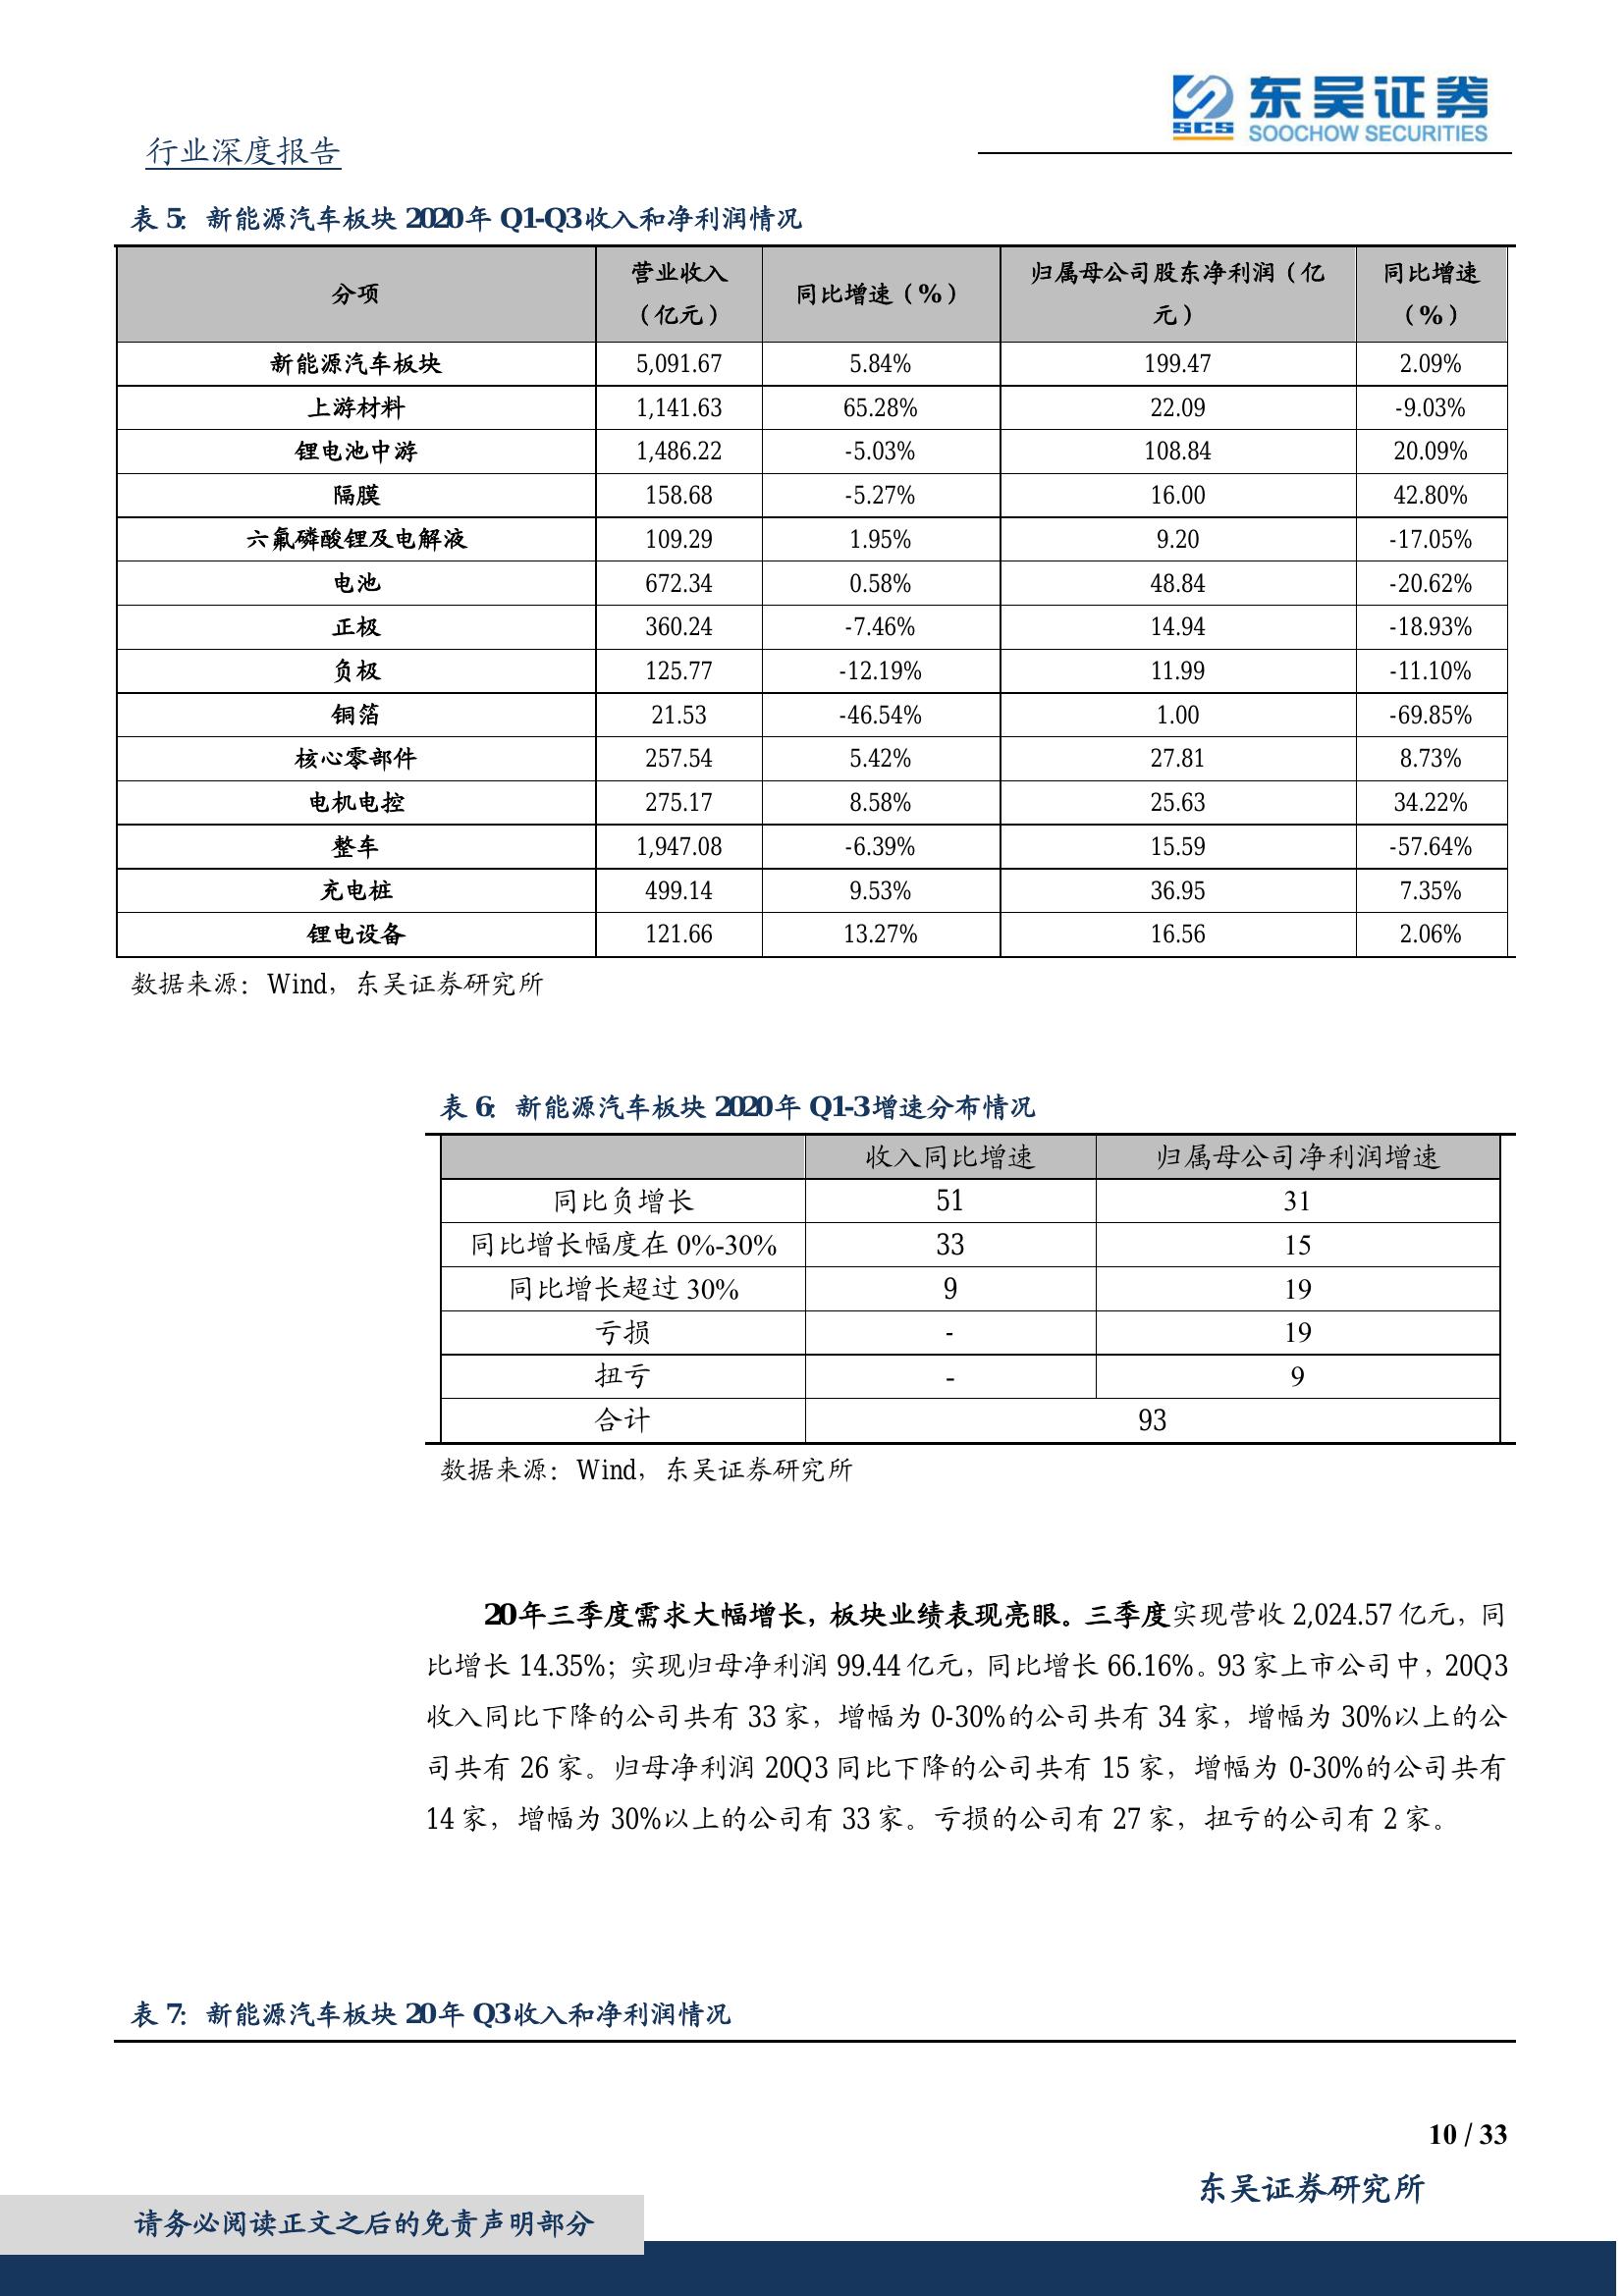 东吴证券
SCS
SOOCHOW SECURITIES
行业深度报告
表 5：新能源汽车板块 2020 年 Q1-Q3 收入和净利润情况
分项 营业收入（亿元） 同比增速（%） 归属母公司股东净利润（亿元） 同比增速（%）
新能源汽车板块 5,091.67 5.84% 199.47 2.09%
上游材料 1,141.63 65.28% 22.09 -9.03%
锂电池中游 1,486.22 -5.03% 108.84 20.09%
隔膜 158.68 -5.27% 16.00 42.80%
六氟磷酸锂及电解液 109.29 1.95% 9.20 -17.05%
电池 672.34 0.58% 48.84 -20.62%
正极 360.24 -7.46% 14.94 -18.93%
负极 125.77 -12.19% 11.99 -11.10%
铜箔 21.53 -46.54% 1.00 -69.85%
核心零部件 257.54 5.42% 27.81 8.73%
电机电控 275.17 8.58% 25.63 34.22%
整车 1,947.08 -6.39% 15.59 -57.64%
充电桩 499.14 9.53% 36.95 7.35%
锂电设备 121.66 13.27% 16.56 2.06%
数据来源：Wind，东吴证券研究所
表 6：新能源汽车板块 2020 年 Q1-3 增速分布情况
收入同比增速 归属母公司净利润增速
同比负增长 51 31
同比增长幅度在 0%-30% 33 15
同比增长超过 30% 9 19
亏损 - 19
扭亏 - 9
合计 93
数据来源：Wind，东吴证券研究所
20 年三季度需求大幅增长，板块业绩表现亮眼。三季度实现营收 2,024.57 亿元，同
比增长 14.35%；实现归母净利润 99.44 亿元，同比增长 66.16%。93 家上市公司中，20Q3
收入同比下降的公司共有 33 家，增幅为 0-30%的公司共有 34 家，增幅为 30%以上的公
司共有 26 家。归母净利润 20Q3 同比下降的公司共有 15 家，增幅为 0-30%的公司共有
14 家，增幅为 30%以上的公司有 33 家。亏损的公司有 27 家，扭亏的公司有 2 家。
表 7：新能源汽车板块 20 年 Q3 收入和净利润情况
10 / 33
东吴证券研究所
请务必阅读正文之后的免责声明部分